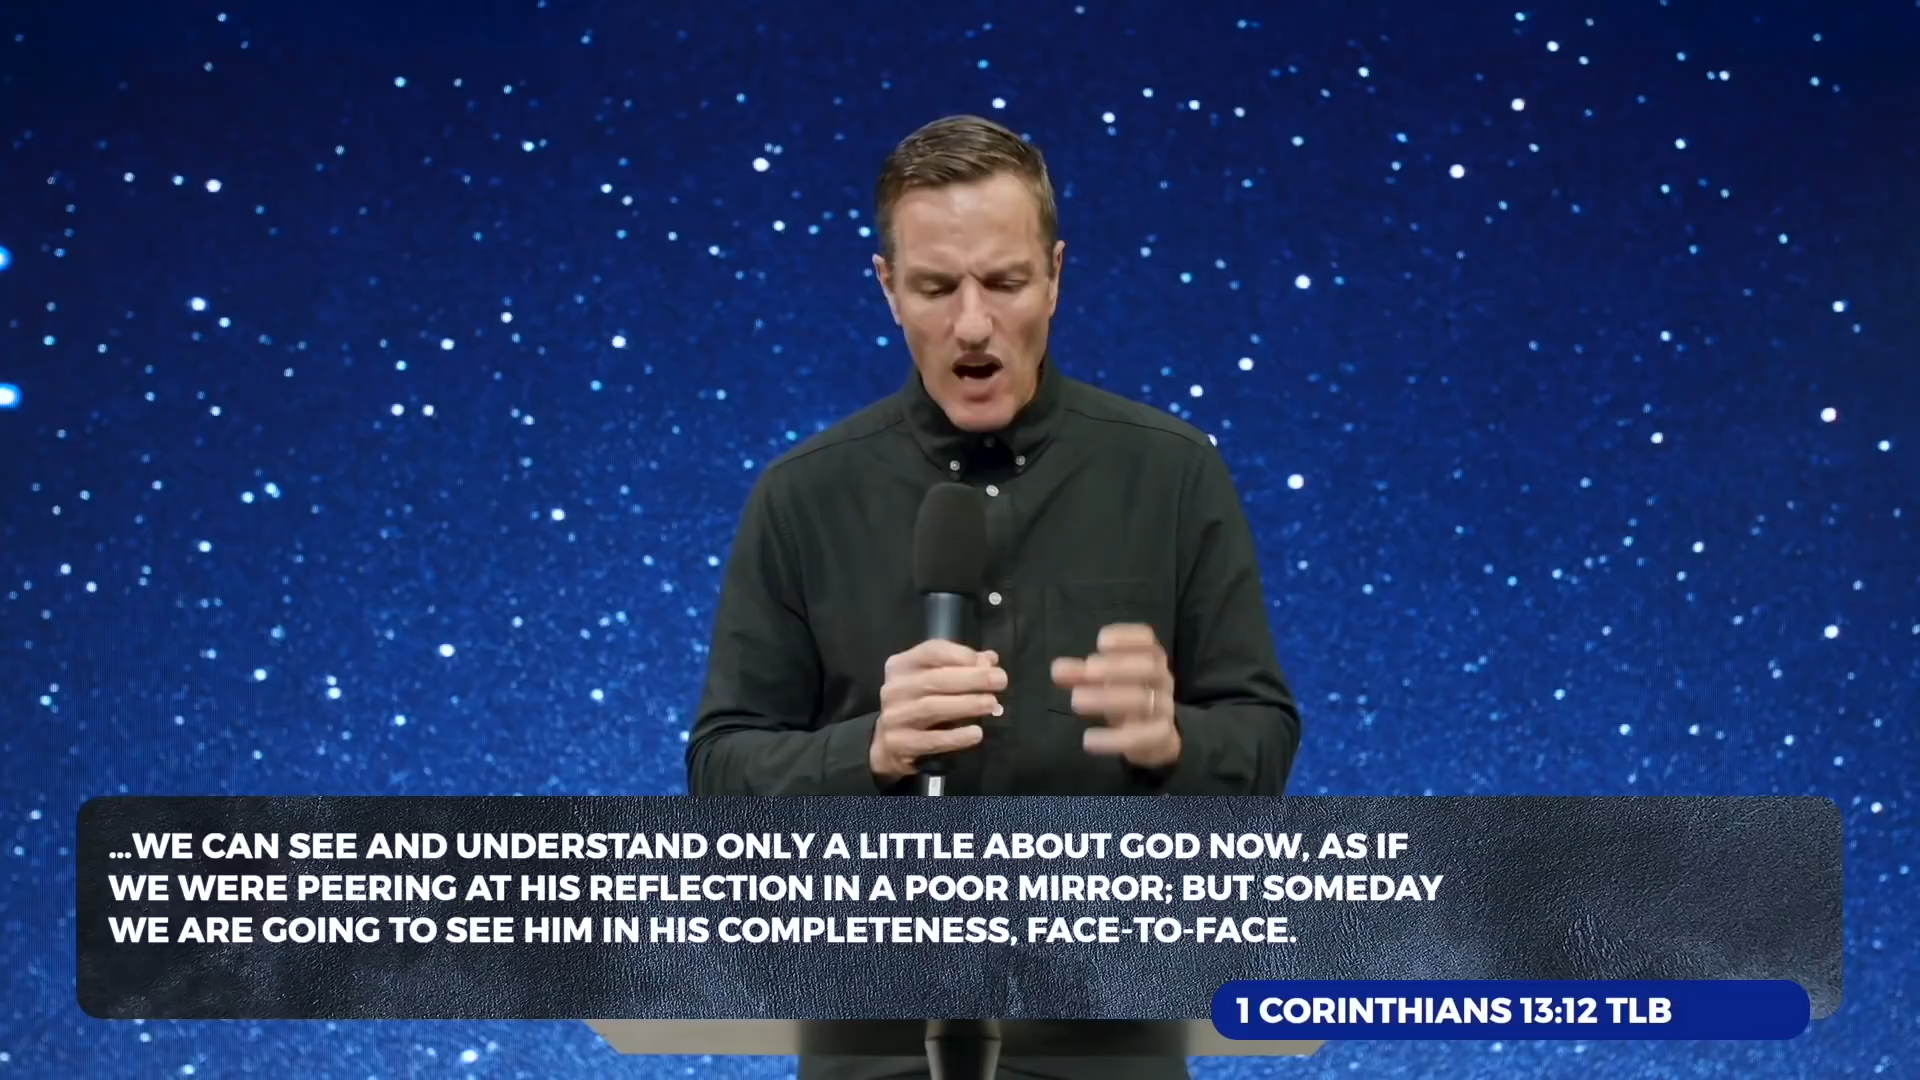 ...WE CAN SEE AND UNDERSTAND ONLY A LITTLE ABOUT GOD NOW, AS IF
WE WERE PEERING AT HIS REFLECTION IN A POOR MIRROR; BUT SOMEDAY
WE ARE GOING TO SEE HIM IN HIS COMPLETENESS, FACE-TO-FACE.
1 CORINTHIANS 13:12 TLB